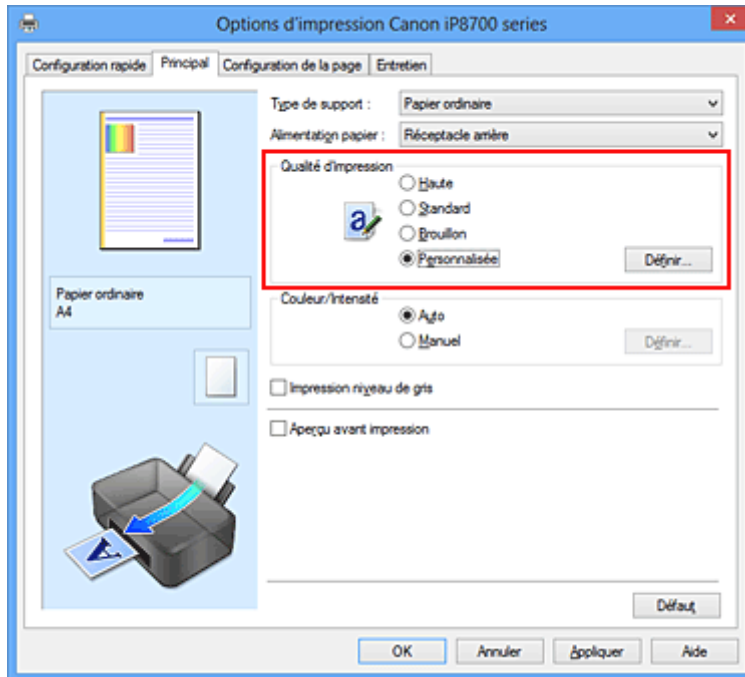 Options d'impression Canon iP8700 series
Configuration rapide Principal Configuration de la page Entretien
Type de support : Papier ordinaire
Alimentation papier : Réceptacle arrière
Qualité d'impression
Haute
Standard
a
Brouillon
Personnalisée Définir...
Papier ordinaire
A4
Couleur/Intensité
Auto
Manuel Définir...
Impression niveau de gris
Aperçu avant impression
A
Défaut
OK Annuler Appliquer Aide